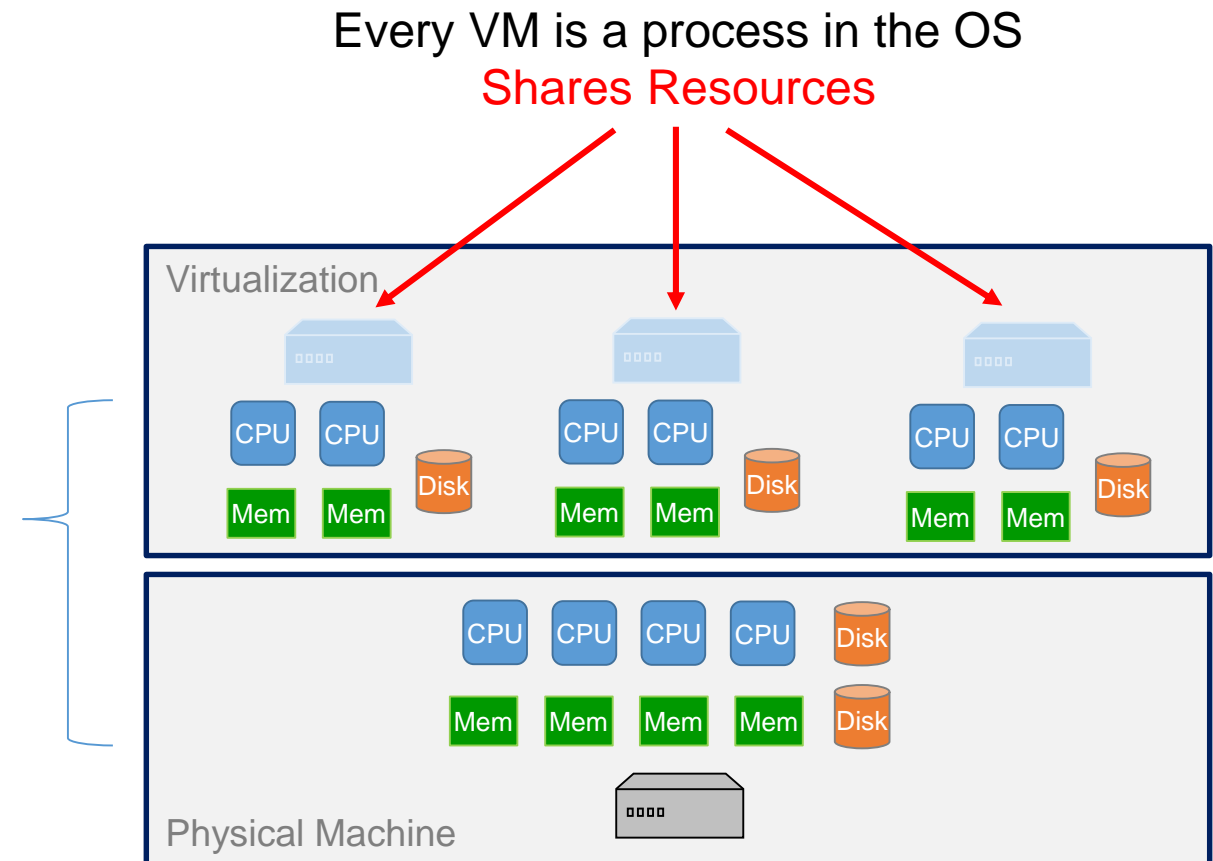 Every VM is a process in the OS
Shares Resources
Virtualization
CPU CPU CPU CPU CPU CPU
Disk Disk Disk
Mem Mem Mem Mem Mem Mem
CPU CPU CPU CPU Disk
Mem Mem Mem Mem Disk
Physical Machine